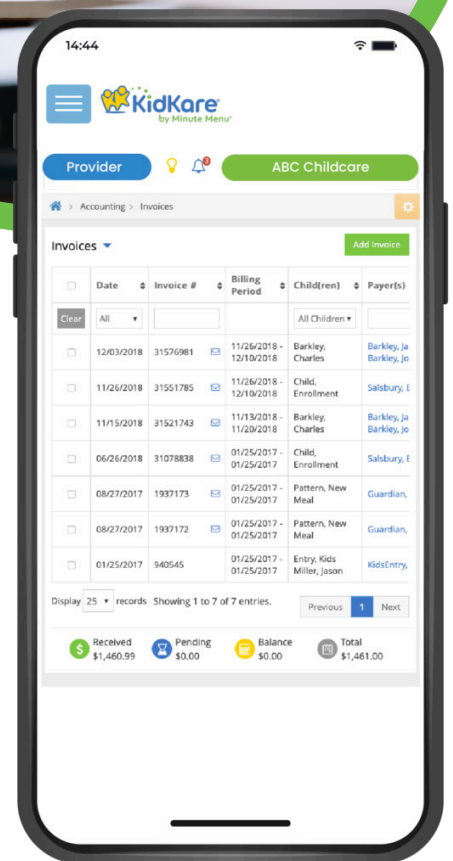 14:44
KidKare
by Minute Menu
Provider
3
ABC Childcare
> Accounting > Invoices
Invoices
Add Invoice
Date Invoice # Billing Period Child(ren) Payer(s)
Clear All All Children
12/03/2018 31576981 11/26/2018 - 12/10/2018 Barkley, Charles Barkley, Ja Barkley, Jo
11/26/2018 31551785 11/26/2018 - 12/10/2018 Child, Enrollment Salsbury, E
11/15/2018 31521743 11/13/2018 - 11/20/2018 Barkley, Charles Barkley, Ja Barkley, Jo
06/26/2018 31078838 01/25/2017 - 01/25/2017 Child, Enrollment Salsbury, E
08/27/2017 1937173 01/25/2017 - 01/25/2017 Pattern, New Meal Guardian,
08/27/2017 1937172 01/25/2017 - 01/25/2017 Pattern, New Meal Guardian,
01/25/2017 940545 01/25/2017 - 01/25/2017 Entry, Kids Miller, Jason KidsEntry,
Display 25 records Showing 1 to 7 of 7 entries. Previous 1 Next
Received Pending Balance Total
$1,460.99 $0.00 $0.00 $1,461.00